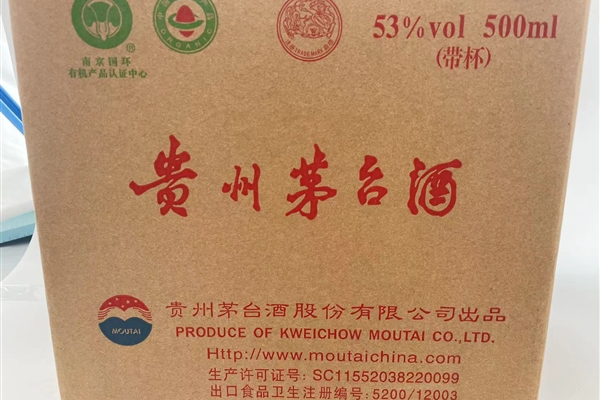 南京国环
有机产品认证中心
ORGANIC
53%vol 500ml
(带杯)
贵州茅台酒
MOUTAI
贵州茅台酒股份有限公司出品
PRODUCE OF KWEICHOW MOUTAI CO.,LTD.
Http://www.moutaichina.com
生产许可证号: SC11552038220099
出口食品卫生注册编号: 5200/12003